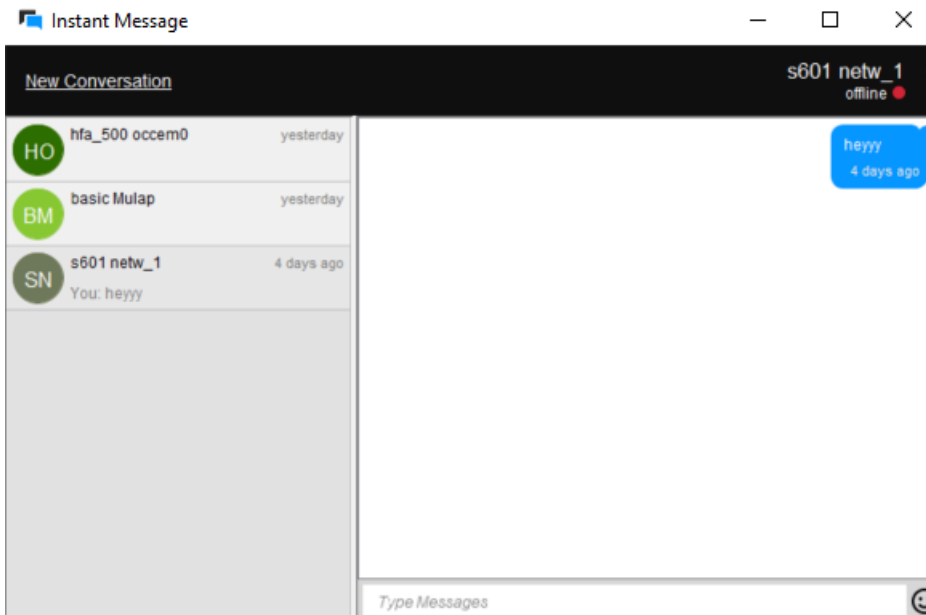 Instant Message
New Conversation
s601 netw_1
offline
HO
hfa_500 occem0
yesterday
BM
basic Mulap
yesterday
SN
s601 netw_1
4 days ago
You: heyyy
heyyy
4 days ago
Type Messages